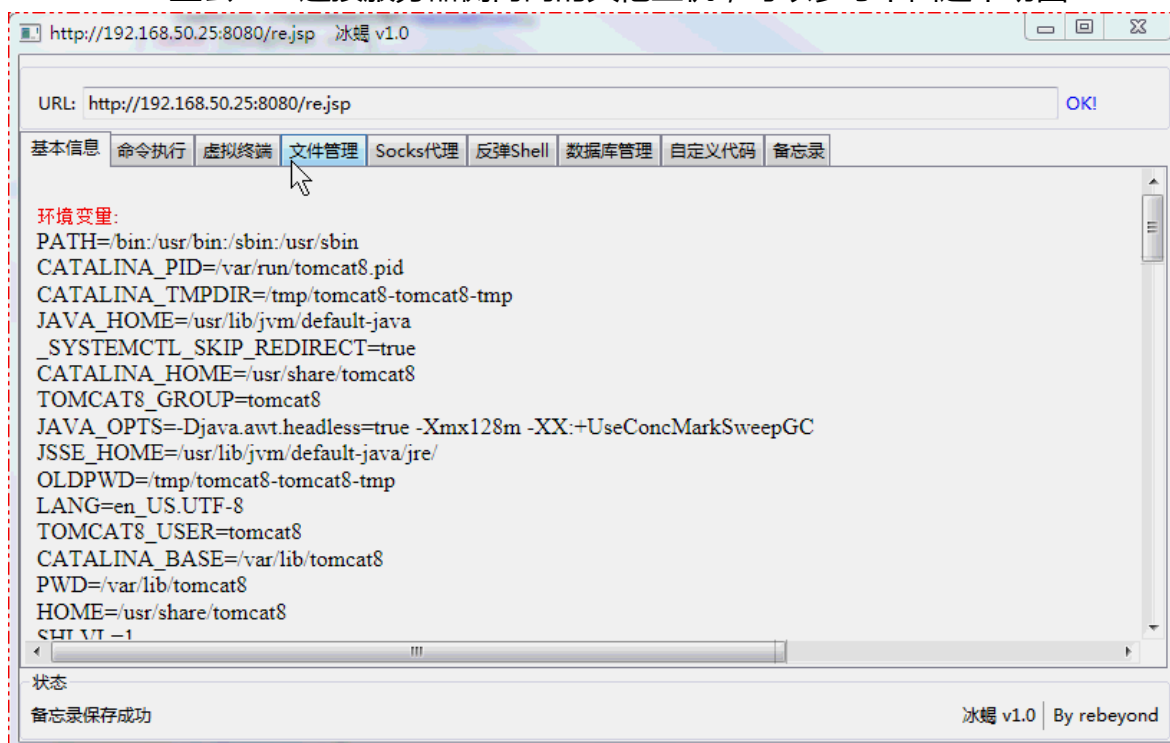 http://192.168.50.25:8080/re.jsp 冰蝎 v1.0
URL: http://192.168.50.25:8080/re.jsp OK!
基本信息 命令执行 虚拟终端 文件管理 Socks代理 反弹Shell 数据库管理 自定义代码 备忘录
环境变量:
PATH=/bin:/usr/bin:/sbin:/usr/sbin
CATALINA_PID=/var/run/tomcat8.pid
CATALINA_TMPDIR=/tmp/tomcat8-tomcat8-tmp
JAVA_HOME=/usr/lib/jvm/default-java
_SYSTEMCTL_SKIP_REDIRECT=true
CATALINA_HOME=/usr/share/tomcat8
TOMCAT8_GROUP=tomcat8
JAVA_OPTS=-Djava.awt.headless=true -Xmx128m -XX:+UseConcMarkSweepGC
JSSE_HOME=/usr/lib/jvm/default-java/jre/
OLDPWD=/tmp/tomcat8-tomcat8-tmp
LANG=en_US.UTF-8
TOMCAT8_USER=tomcat8
CATALINA_BASE=/var/lib/tomcat8
PWD=/var/lib/tomcat8
HOME=/usr/share/tomcat8
SHLVL=1
状态
备忘录保存成功 冰蝎 v1.0 By rebeyond